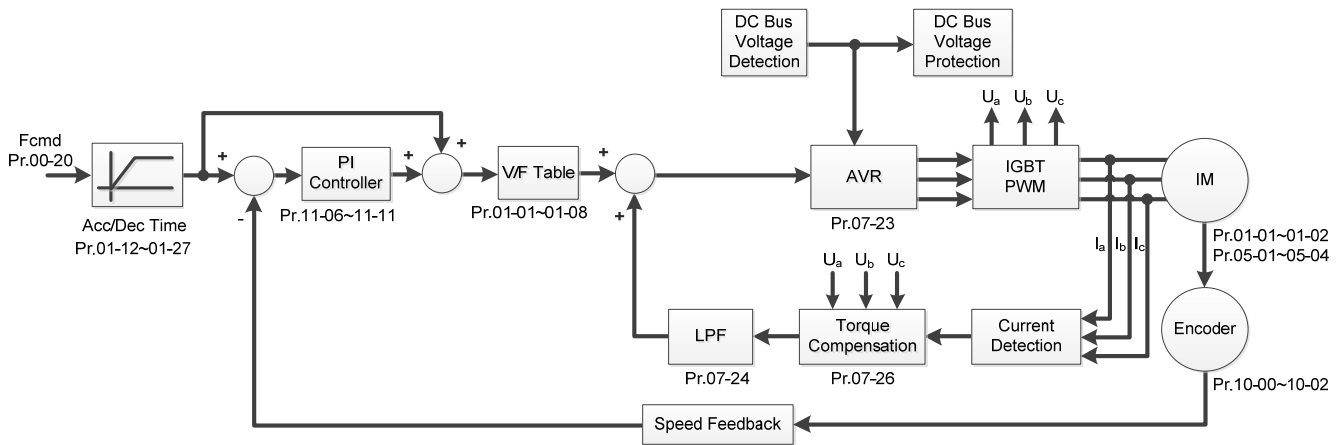 DC Bus
Voltage
Detection
DC Bus
Voltage
Protection
Ua
Ub
Uc
Fcmd
Pr.00-20
+
-
PI
Controller
+
+
V/F Table
+
+
AVR
IGBT
PWM
IM
Acc/Dec Time
Pr.01-12~01-27
Pr.11-06~11-11
Pr.01-01~01-08
Pr.07-23
Pr.01-01~01-02
Pr.05-01~05-04
Ia
Ib
Ic
Ua
Ub
Uc
LPF
Torque
Compensation
Current
Detection
Encoder
Pr.07-24
Pr.07-26
Pr.10-00~10-02
Speed Feedback